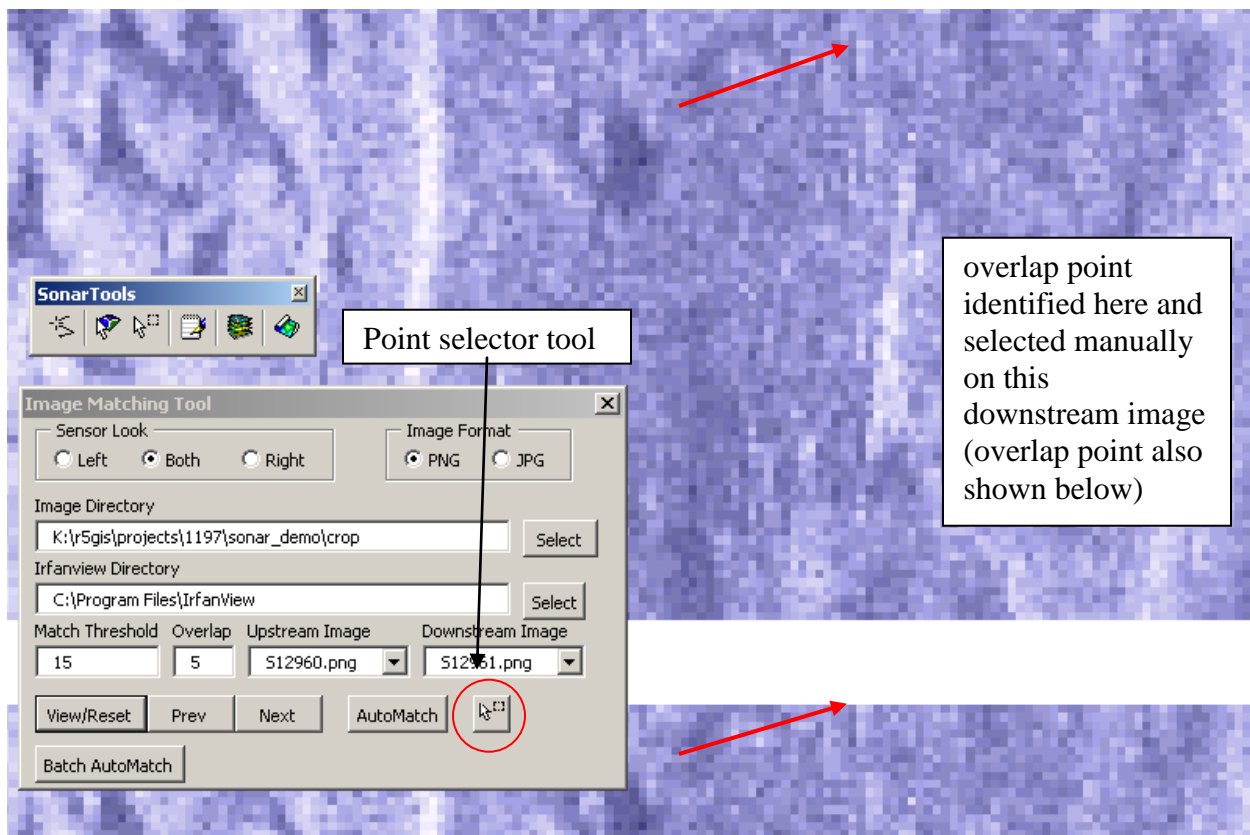 overlap point
identified here and
selected manually
on this
downstream image
(overlap point also
shown below)
SonarTools
Point selector tool
Image Matching Tool
Sensor Look
Left Both Right
Image Format
PNG JPG
Image Directory
K:\r5gis\projects\1197\sonar_demo\crop
Select
Irfanview Directory
C:\Program Files\IrfanView
Select
Match Threshold Overlap Upstream Image Downstream Image
15 5 S12960.png S12961.png
View/Reset Prev Next AutoMatch
Batch AutoMatch